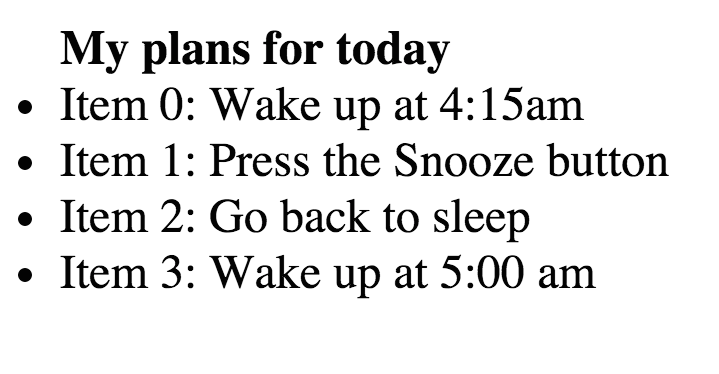 My plans for today
• Item 0: Wake up at 4:15am
• Item 1: Press the Snooze button
• Item 2: Go back to sleep
• Item 3: Wake up at 5:00 am